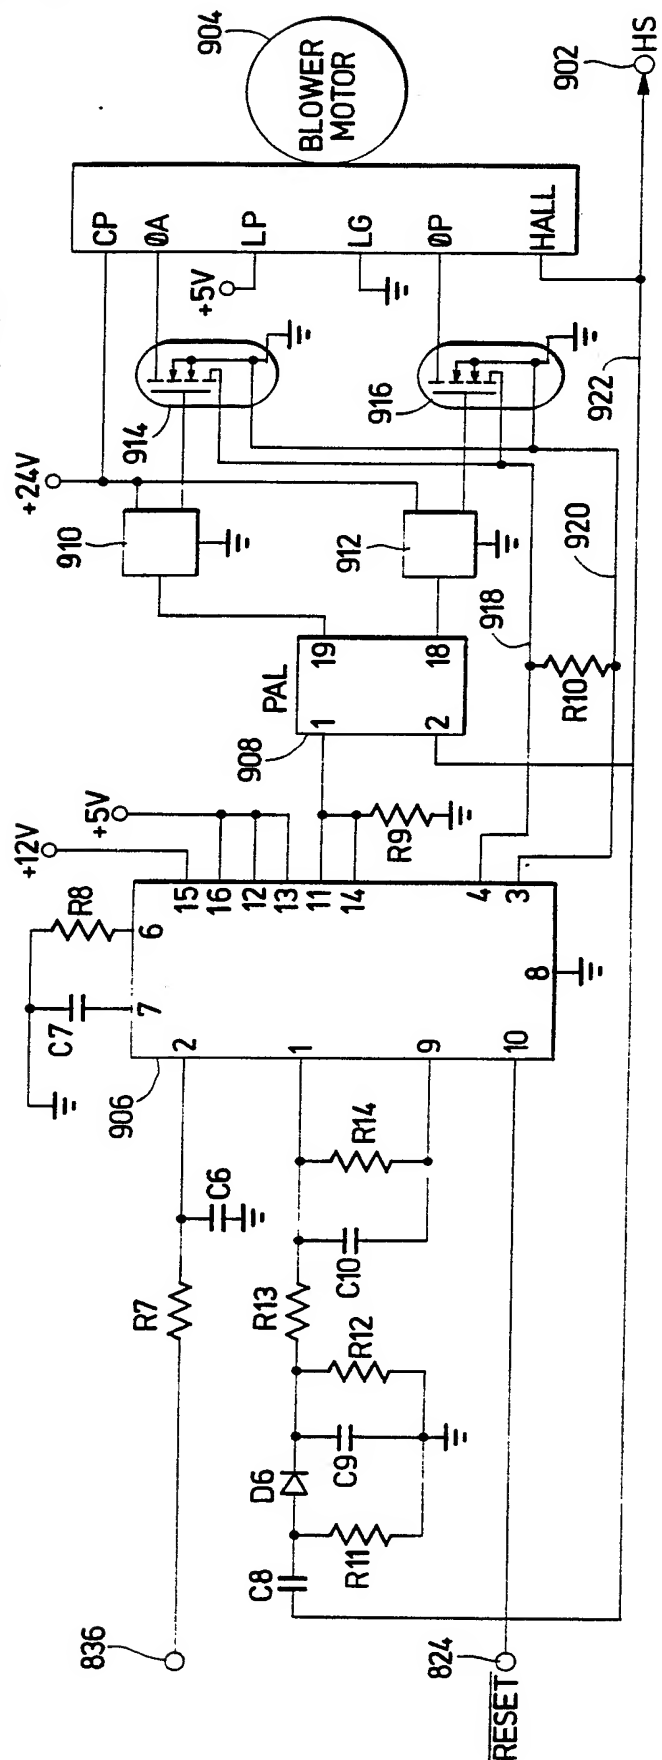 904
BLOWER
MOTOR
902
HS
CP
ØA
LP
LG
ØP
HALL
+5V
914
916
922
+24V
910
912
920
918
PAL
19
18
1
2
908
R10
+12V
+5V
R9
15
16
12
13
11
14
4
3
R8
6
C7
7
8
2
1
9
10
906
R14
C6
C10
R7
R13
R12
C9
D6
R11
C8
836
824
RESET